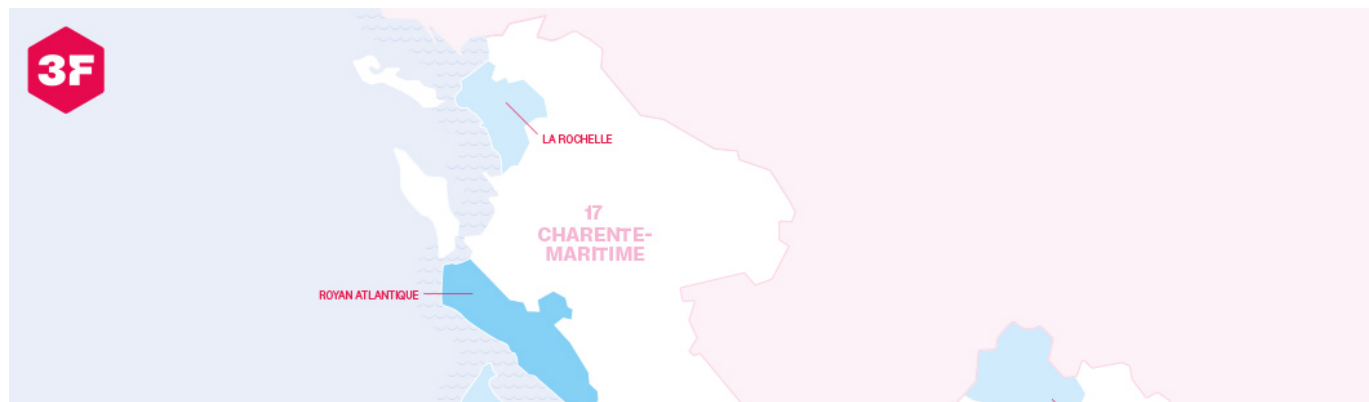 3F
LA ROCHELLE
17
CHARENTE-
MARITIME
ROYAN ATLANTIQUE